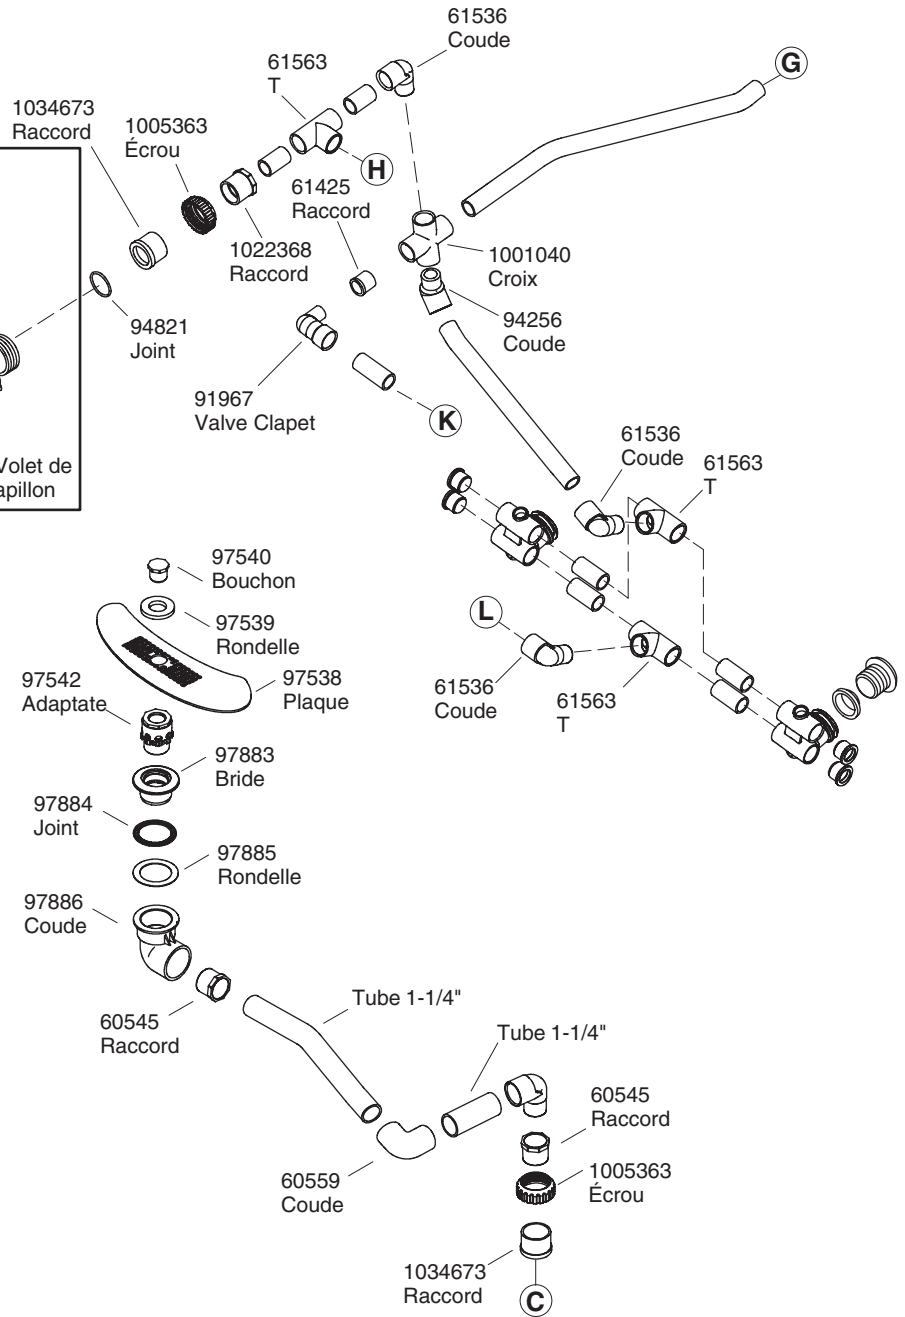 61536
Coude
61563
T
G
1034673
Raccord
1005363
Écrou
H
61425
Raccord
1022368
Raccord
1001040
Croix
94821
Joint
94256
Coude
91967
Valve Clapet
K
Volet de
apillon
61536
Coude
61563
T
97540
Bouchon
97539
Rondelle
L
97542
Adaptate
97538
Plaque
61536
Coude
61563
T
97883
Bride
97884
Joint
97885
Rondelle
97886
Coude
Tube 1-1/4"
60545
Raccord
Tube 1-1/4"
60545
Raccord
60559
Coude
1005363
Écrou
1034673
Raccord
C